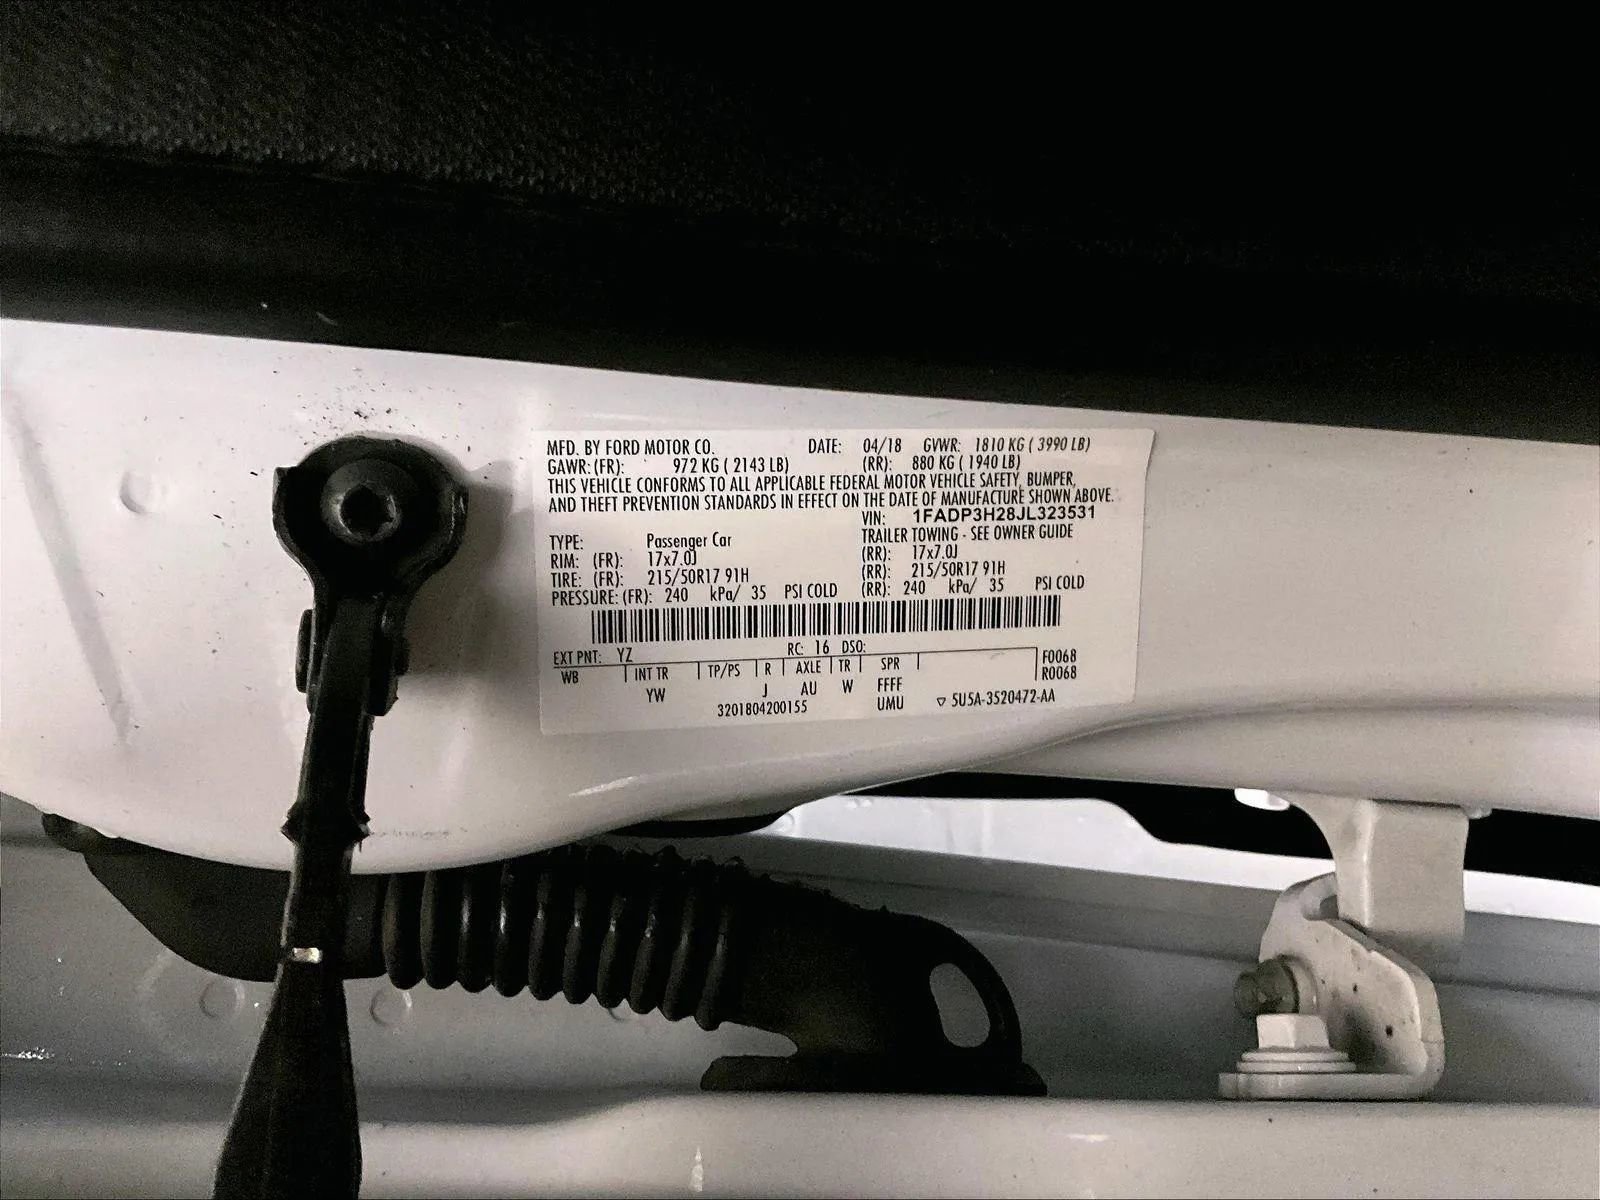 MFD. BY FORD MOTOR CO. DATE: 04/18 GVWR: 1810 KG ( 3990 LB)
GAWR: (FR): 972 KG ( 2143 LB) (RR): 880 KG ( 1940 LB)
THIS VEHICLE CONFORMS TO ALL APPLICABLE FEDERAL MOTOR VEHICLE SAFETY, BUMPER,
AND THEFT PREVENTION STANDARDS IN EFFECT ON THE DATE OF MANUFACTURE SHOWN ABOVE.
VIN: 1FADP3H28JL323531
TYPE: Passenger Car TRAILER TOWING - SEE OWNER GUIDE
RIM: (FR): 17x7.0J (RR): 17x7.0J
TIRE: (FR): 215/50R17 91H (RR): 215/50R17 91H
PRESSURE: (FR): 240 kPa/ 35 PSI COLD (RR): 240 kPa/ 35 PSI COLD
EXT PNT: YZ RC: 16 DSO: F0068
WB INT TR TP/PS R AXLE TR SPR R0068
YW J AU W FFFF
3201804200155 UMU ▽ 5U5A-3520472-AA